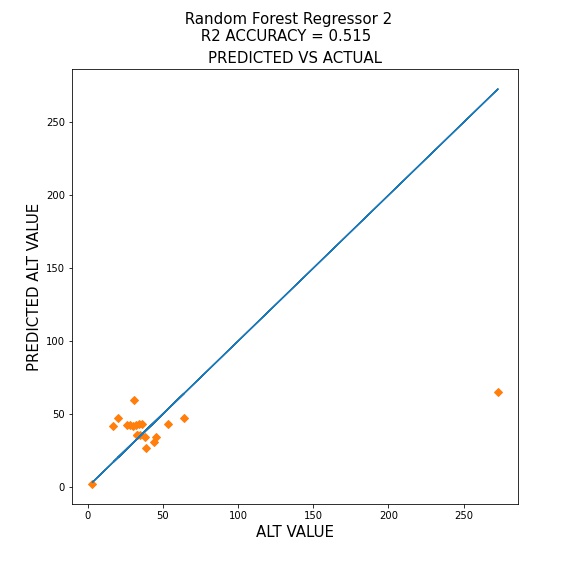 Random Forest Regressor 2
R2 ACCURACY = 0.515
PREDICTED VS ACTUAL
PREDICTED ALT VALUE
250
200
150
100
50
0
0 50 100 150 200 250
ALT VALUE